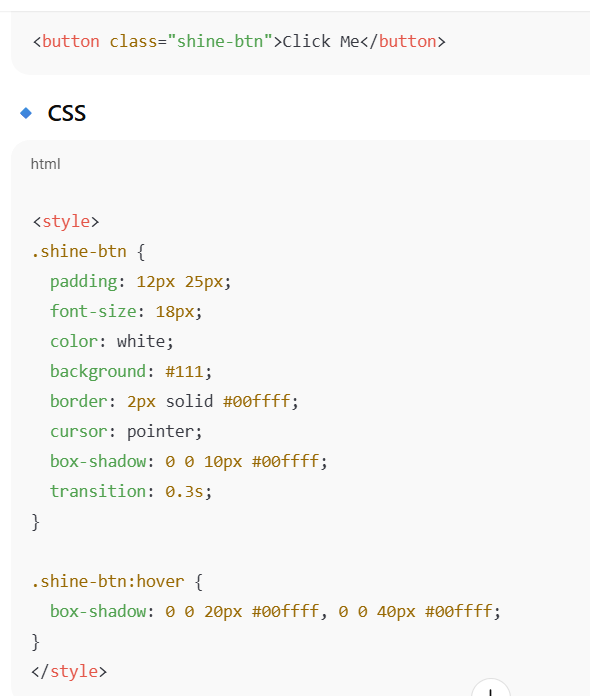 <button class="shine-btn">Click Me</button>
CSS
html
<style>
.shine-btn {
  padding: 12px 25px;
  font-size: 18px;
  color: white;
  background: #111;
  border: 2px solid #00ffff;
  cursor: pointer;
  box-shadow: 0 0 10px #00ffff;
  transition: 0.3s;
}
.shine-btn:hover {
  box-shadow: 0 0 20px #00ffff, 0 0 40px #00ffff;
}
</style>